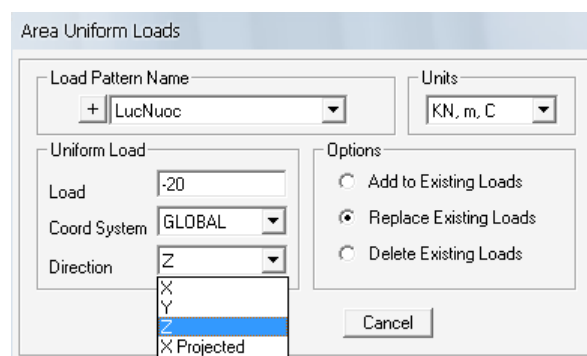 Area Uniform Loads
Load Pattern Name
+ LucNuoc
Units
KN, m, C
Uniform Load
Load -20
Coord System GLOBAL
Direction Z
X
Y
Z
X Projected
Options
Add to Existing Loads
Replace Existing Loads
Delete Existing Loads
Cancel